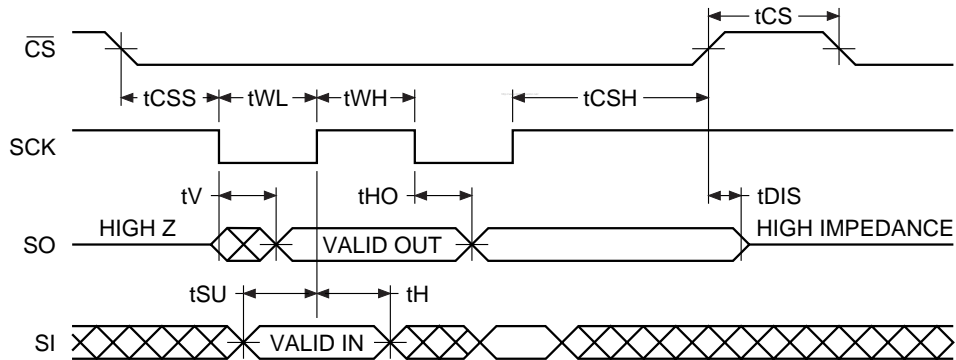 tCS
CS
tCSS tWL tWH tCSH
SCK
tV tHO tDIS
HIGH Z VALID OUT HIGH IMPEDANCE
SO
tSU tH
SI VALID IN